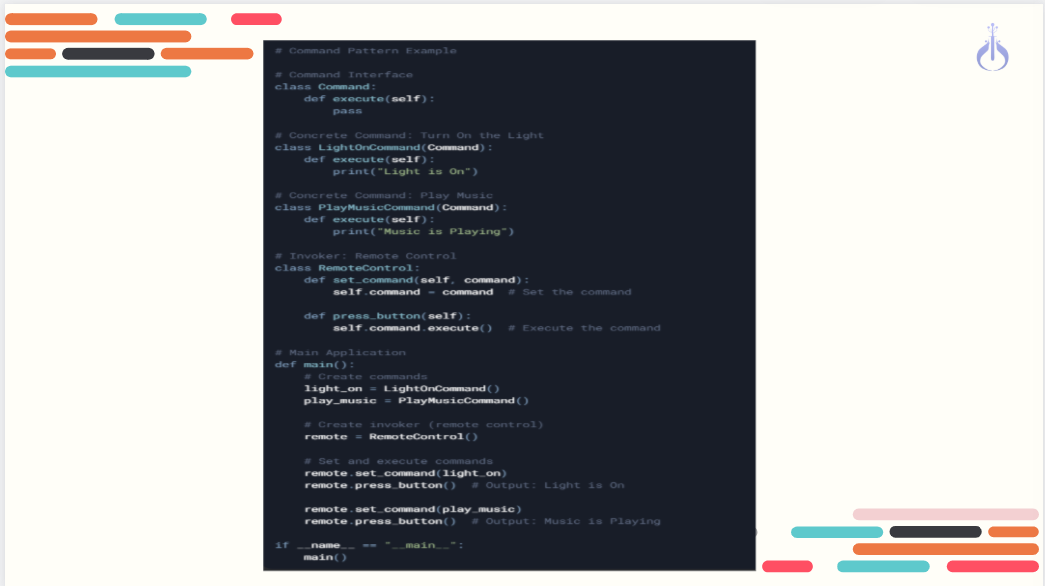 # Command Pattern Example
# Command Interface
class Command:
    def execute(self):
        pass
# Concrete Command: Turn On the Light
class LightOnCommand(Command):
    def execute(self):
        print("Light is On")
# Concrete Command: Play Music
class PlayMusicCommand(Command):
    def execute(self):
        print("Music is Playing")
# Invoker: Remote Control
class RemoteControl:
    def set_command(self, command):
        self.command = command  # Set the command
    def press_button(self):
        self.command.execute()  # Execute the command
# Main Application
def main():
    # Create commands
    light_on = LightOnCommand()
    play_music = PlayMusicCommand()
    # Create invoker (remote control)
    remote = RemoteControl()
    # Set and execute commands
    remote.set_command(light_on)
    remote.press_button()  # Output: Light is On
    remote.set_command(play_music)
    remote.press_button()  # Output: Music is Playing
if __name__ == "__main__":
    main()